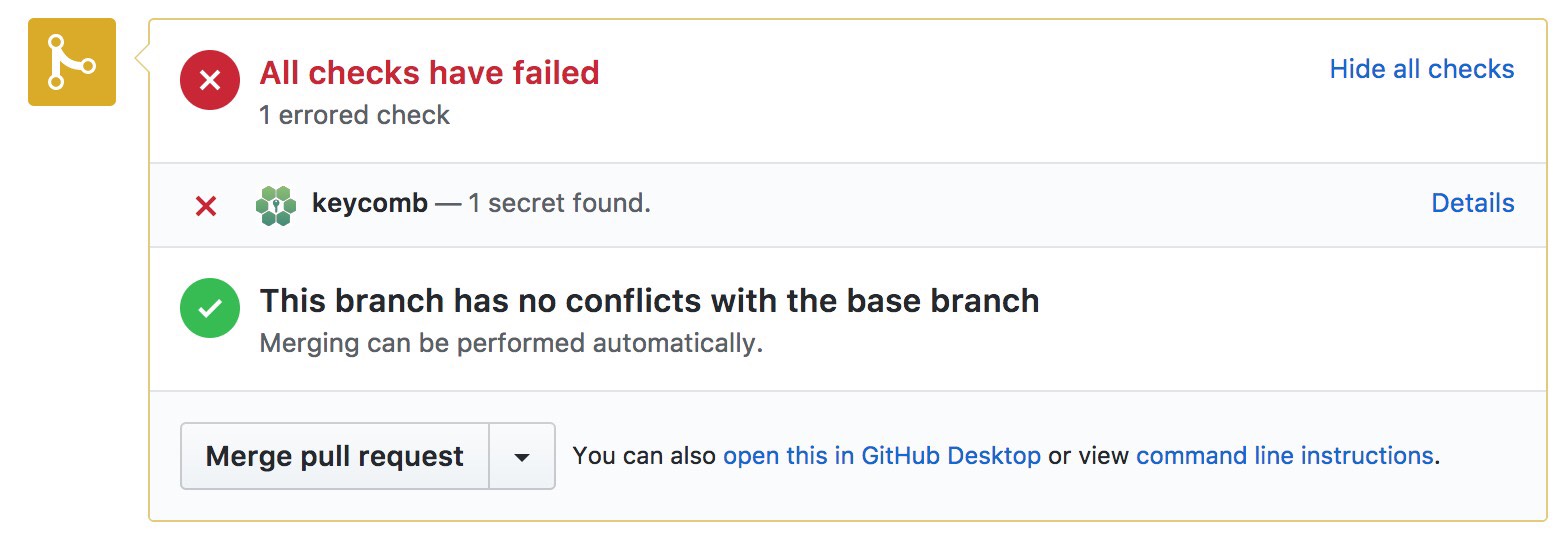 All checks have failed
Hide all checks
1 errored check
keycomb — 1 secret found.
Details
This branch has no conflicts with the base branch
Merging can be performed automatically.
Merge pull request
You can also open this in GitHub Desktop or view command line instructions.